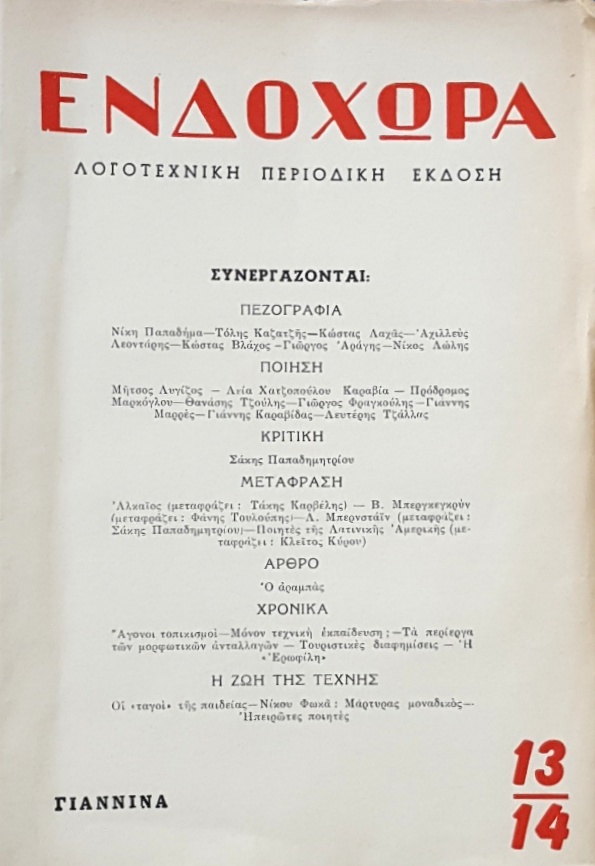 ΕΝΔΟΧΩΡΑ
ΛΟΓΟΤΕΧΝΙΚΗ ΠΕΡΙΟΔΙΚΗ ΕΚΔΟΣΗ
ΣΥΝΕΡΓΑΖΟΝΤΑΙ:
ΠΕΖΟΓΡΑΦΙΑ
Νίκη Παπαδήμα—Τόλης Καζατζῆς—Κώστας Λαχᾶς—Ἀχιλλεὺς
Λεοντάρης—Κώστας Βλάχος–Γιῶργος Ἀράγης—Νίκος Λώλης
ΠΟΙΗΣΗ
Μῆτσος Λυγίζος — Λεία Χατζοπούλου Καραβία — Πρόδρομος
Μαρκόγλου—Θανάσης Τζούλης—Γιῶργος Φραγκούλης—Γιάννης
Μαρρὲς—Γιάννης Καραβίδας—Λευτέρης Τζάλλας
ΚΡΙΤΙΚΗ
Σάκης Παπαδημητρίου
ΜΕΤΑΦΡΑΣΗ
Ἀλκαῖος (μεταφράζει: Τάκης Καρβέλης) — Β. Μπεργκεγκρὺν
(μεταφράζει: Φάνης Τουλούπης)—Λ. Μπερνστάϊν (μεταφράζει:
Σάκης Παπαδημητρίου)—Ποιητὲς τῆς Λατινικῆς Ἀμερικῆς (με-
ταφράζει: Κλεῖτος Κύρου)
ΑΡΘΡΟ
Ὁ ἀραμπὰς
ΧΡΟΝΙΚΑ
Ἄγονοι τοπικισμοὶ—Μόνον τεχνικὴ ἐκπαίδευση;—Τὰ περίεργα
τῶν μορφωτικῶν ἀνταλλαγῶν — Τουριστικὲς διαφημίσεις — Ἡ
«Ἐρωφίλη»
Η ΖΩΗ ΤΗΣ ΤΕΧΝΗΣ
Οἱ «ταγοὶ» τῆς παιδείας—Νίκου Φωκᾶ: Μάρτυρας μοναδικὸς—
Ἠπειρῶτες ποιητὲς
ΓΙΑΝΝΙΝΑ
13
14